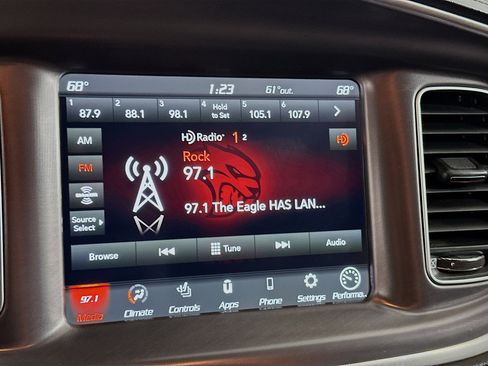 68° 1:23 61°out. 68°
1 2 3 4 Hold 5 6
87.9 88.1 98.1 to Set 105.1 107.9
AM HD Radio 1 2 HD
Rock
FM 97.1
SiriusXM
97.1 The Eagle HAS LAN...
Source
Select
Browse Tune Audio
97.1
Media Climate Controls Apps Phone Settings Performa..